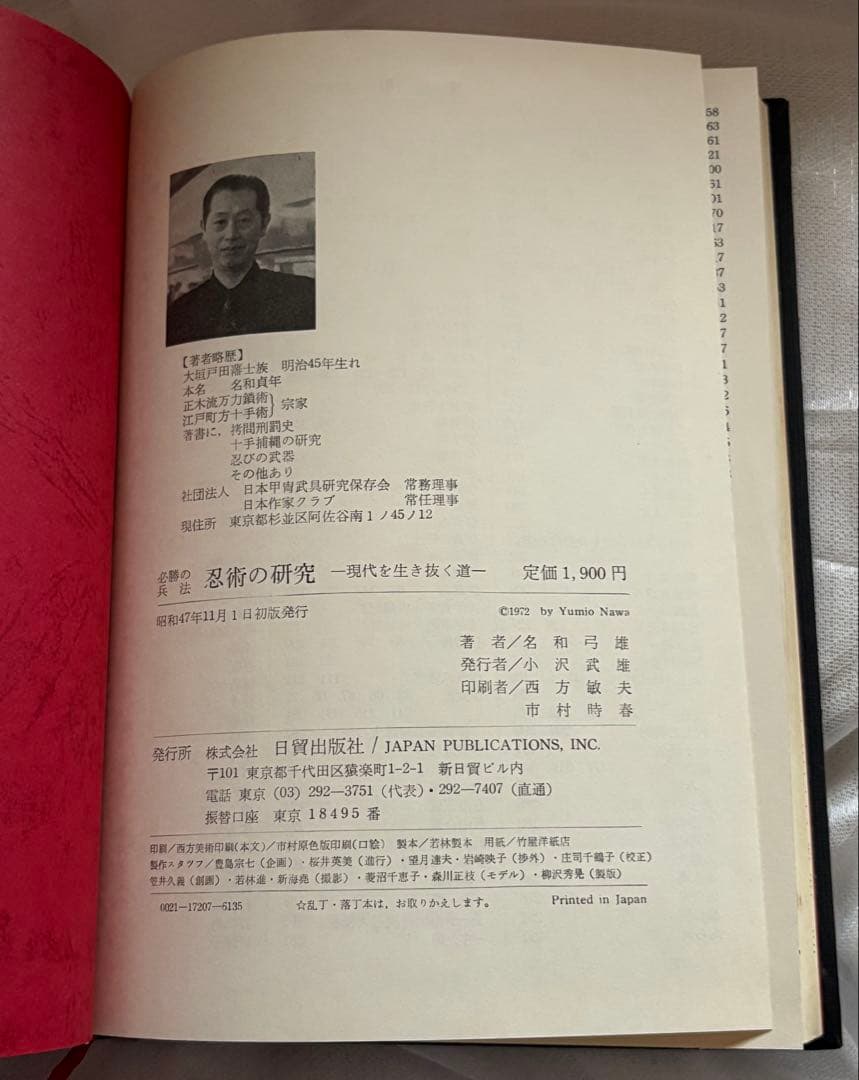 【著者略歴】
大垣戸田藩士族 明治45年生れ
本名 名和貞年
正木流万力鎖術
江戸町方十手術} 宗家
著書に, 拷問刑罰史
十手捕縄の研究
忍びの武器
その他あり
社団法人 日本甲冑武具研究保存会 常務理事
日本作家クラブ 常任理事
現住所 東京都杉並区阿佐谷南1ノ45ノ12
必勝の兵法 忍術の研究 ―現代を生き抜く道― 定価1,900円
昭和47年11月1日初版発行 ©1972 by Yumio Nawa
著者/名和弓雄
発行者/小沢武雄
印刷者/西方敏夫
市村時春
発行所 株式会社 日貿出版社 / JAPAN PUBLICATIONS, INC.
〒101 東京都千代田区猿楽町1-2-1 新日貿ビル内
電話 東京 (03) 292―3751 (代表)・292―7407 (直通)
振替口座 東京 18495 番
印刷/西方美術印刷(本文)/市村原色版印刷(口絵) 製本/若林製本 用紙/竹屋洋紙店
製作スタッフ/豊島宗七(企画)・桜井英美(進行)・望月達夫・岩崎映子(捗外)・庄司千鶴子(校正)
笠井久義(創画)・若林進・新海尭(撮影)・菱沼千恵子・森川正枝(モデル)・柳沢秀晃(製版)
0021―17207―6135 ☆乱丁・落丁本は, お取りかえします。 Printed in Japan